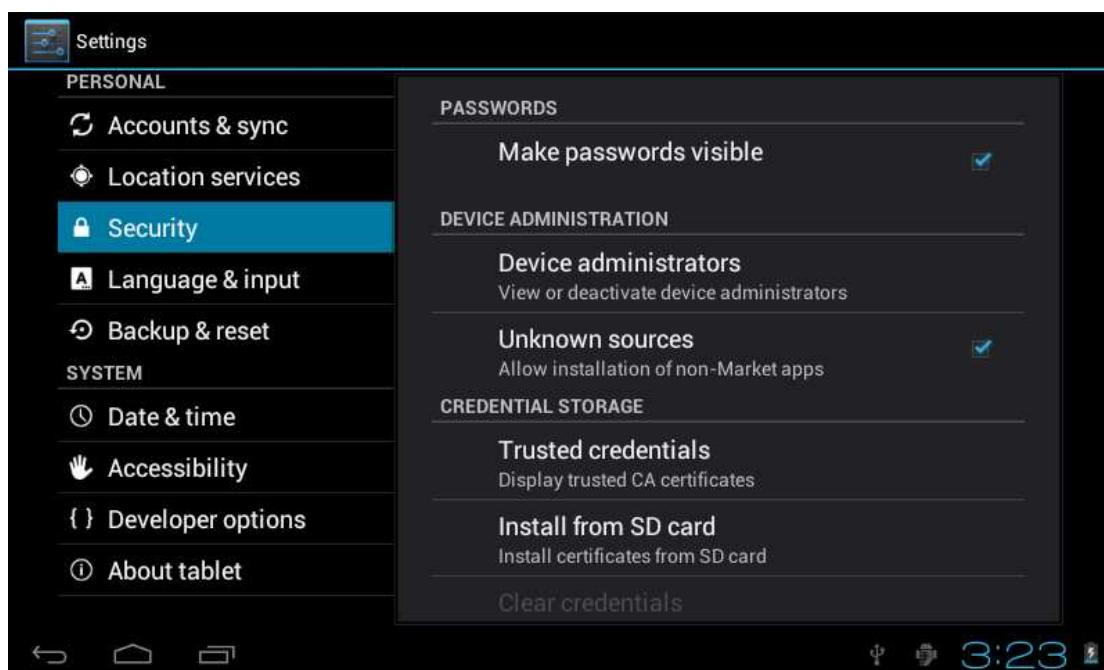 Settings
PERSONAL
Accounts & sync
Location services
Security
Language & input
Backup & reset
SYSTEM
Date & time
Accessibility
{ } Developer options
About tablet
PASSWORDS
Make passwords visible
DEVICE ADMINISTRATION
Device administrators
View or deactivate device administrators
Unknown sources
Allow installation of non-Market apps
CREDENTIAL STORAGE
Trusted credentials
Display trusted CA certificates
Install from SD card
Install certificates from SD card
Clear credentials
3:23